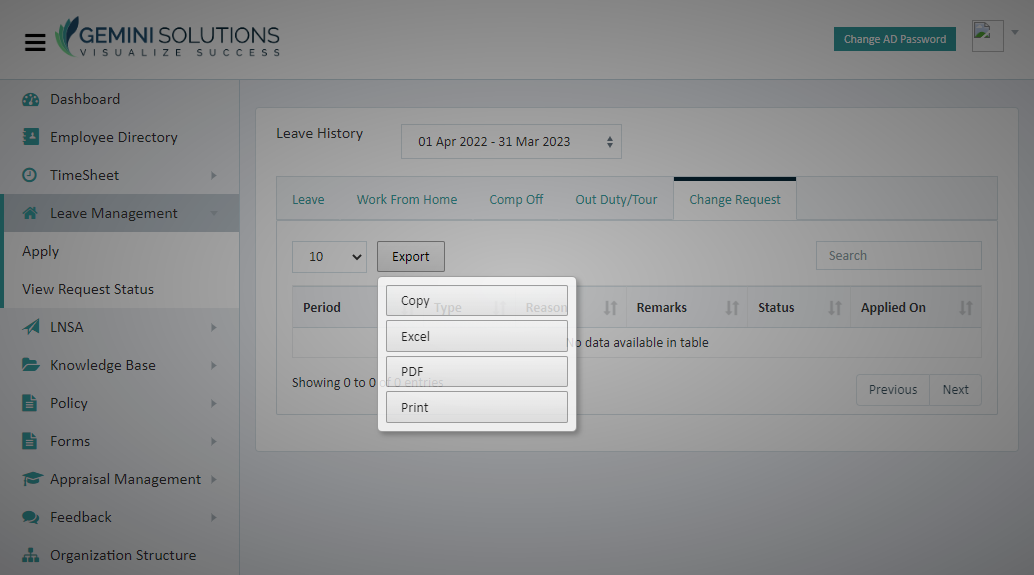 GEMINI SOLUTIONS
VISUALIZE SUCCESS
Change AD Password
Dashboard
Employee Directory
TimeSheet
Leave Management
Apply
View Request Status
LNSA
Knowledge Base
Policy
Forms
Appraisal Management
Feedback
Organization Structure
Leave History
01 Apr 2022 - 31 Mar 2023
Leave Work From Home Comp Off Out Duty/Tour Change Request
10 Export Search
Copy
Excel
PDF
Print
Period Type Reason Remarks Status Applied On
No data available in table
Showing 0 to 0 of 0 entries
Previous Next